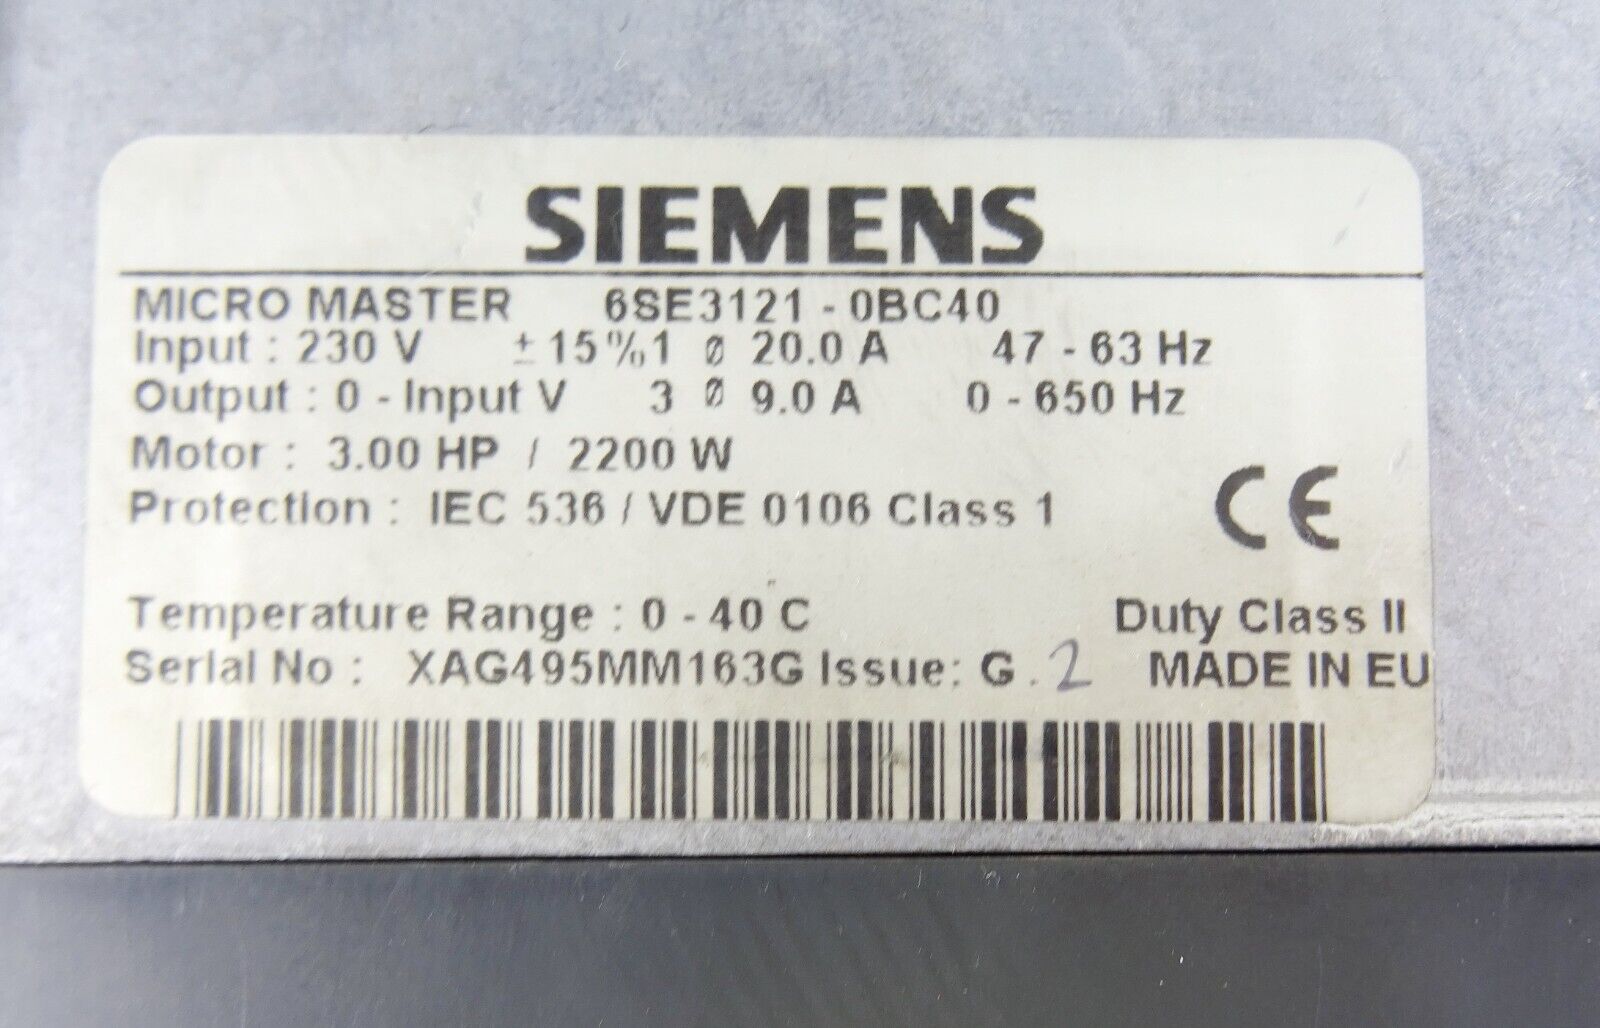 SIEMENS
MICRO MASTER 6SE3121 - 0BC40
Input : 230 V ± 15%1 ø 20.0 A 47 - 63 Hz
Output : 0 - Input V 3 ø 9.0 A 0 - 650 Hz
Motor : 3.00 HP / 2200 W
Protection : IEC 536 / VDE 0106 Class 1
CE
Temperature Range : 0 - 40 C Duty Class II
Serial No : XAG495MM163G Issue: G . 2 MADE IN EU